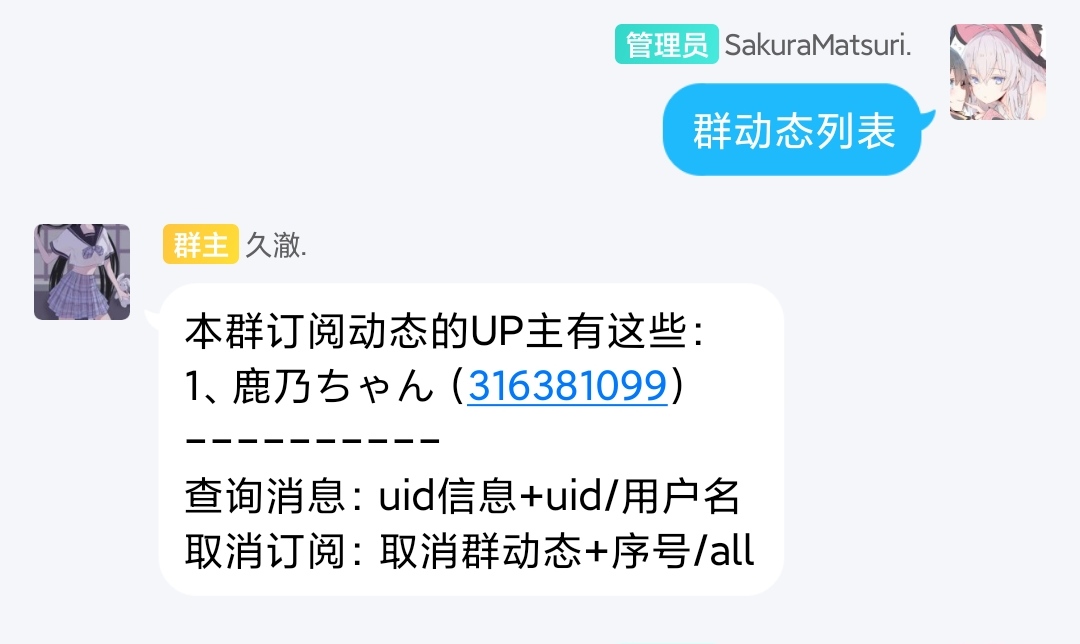 管理员 SakuraMatsuri.
群动态列表
群主 久澈.
本群订阅动态的UP主有这些：
1、鹿乃ちゃん（316381099）
----------
查询消息：uid信息+uid/用户名
取消订阅：取消群动态+序号/all